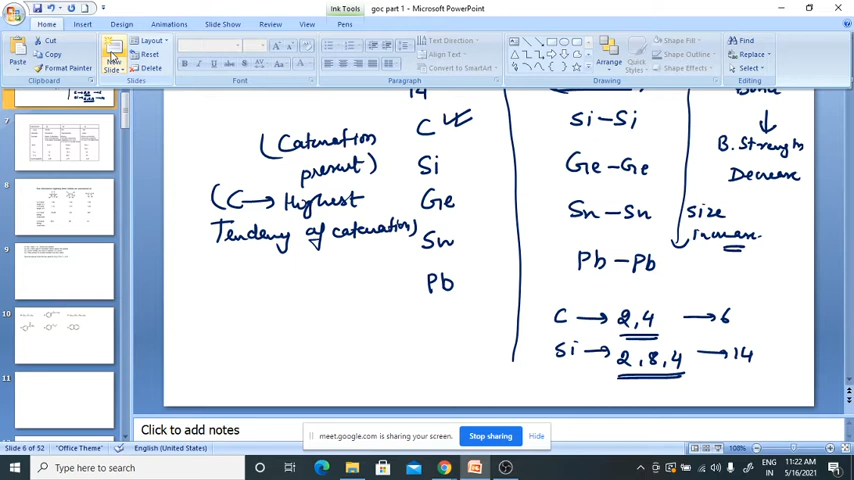 Ink Tools
goc part 1 - Microsoft PowerPoint
Home Insert Design Animations Slide Show Review View Pens
Paste
Cut
Copy
Format Painter
Clipboard
New
Slide
Layout
Reset
Delete
Slides
Font
Paragraph
Text Direction
Align Text
Convert to SmartArt
Arrange
Quick
Styles
Shape Fill
Shape Outline
Shape Effects
Drawing
Find
Replace
Select
Editing
7
8
9
10
11
14
C
Si
Ge
Sn
Pb
(Catenation
present)
(C → Highest
Tendency of catenation)
Si-Si
Ge-Ge
Sn-Sn
Pb-Pb
Bond
↓
B. Strength
Decrease
size
increase
C → 2,4 → 6
Si → 2,8,4 → 14
Click to add notes
meet.google.com is sharing your screen. Stop sharing Hide
Slide 6 of 52 "Office Theme" English (United States) 100%
Type here to search
ENG
IN
11:22 AM
5/16/2021